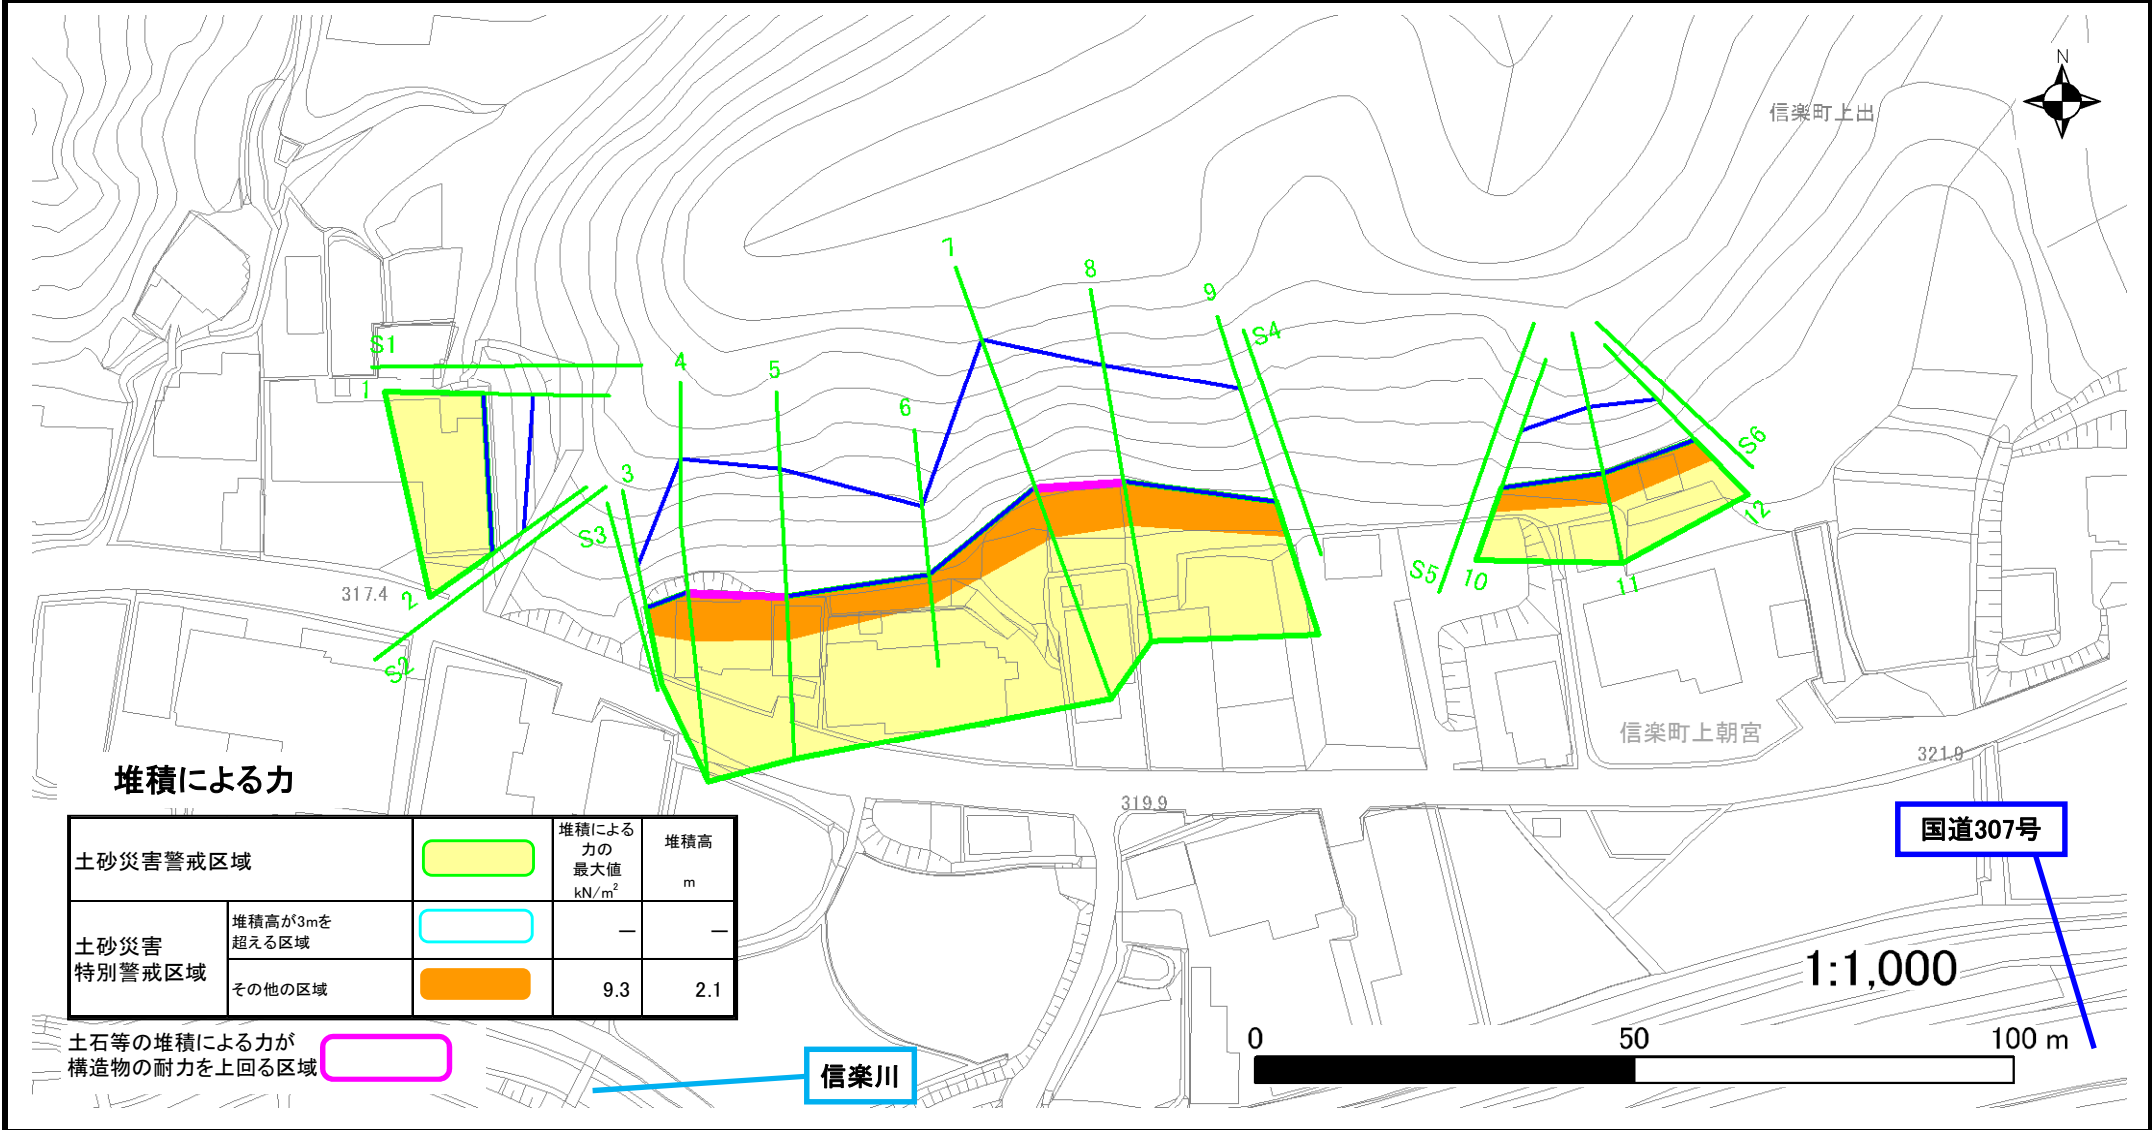 N
信楽町上出
7
8
9
S4
S1
1
4
5
6
3
S3
2
S2
317.4
S5
10
11
12
S6
信楽町上朝宮
321.9
319.9
国道307号
堆積による力
土砂災害警戒区域
堆積による
力の
最大値
kN/m²
堆積高
m
土砂災害
特別警戒区域
堆積高が3mを
超える区域
―
―
その他の区域
9.3
2.1
土石等の堆積による力が
構造物の耐力を上回る区域
信楽川
1:1,000
0
50
100 m